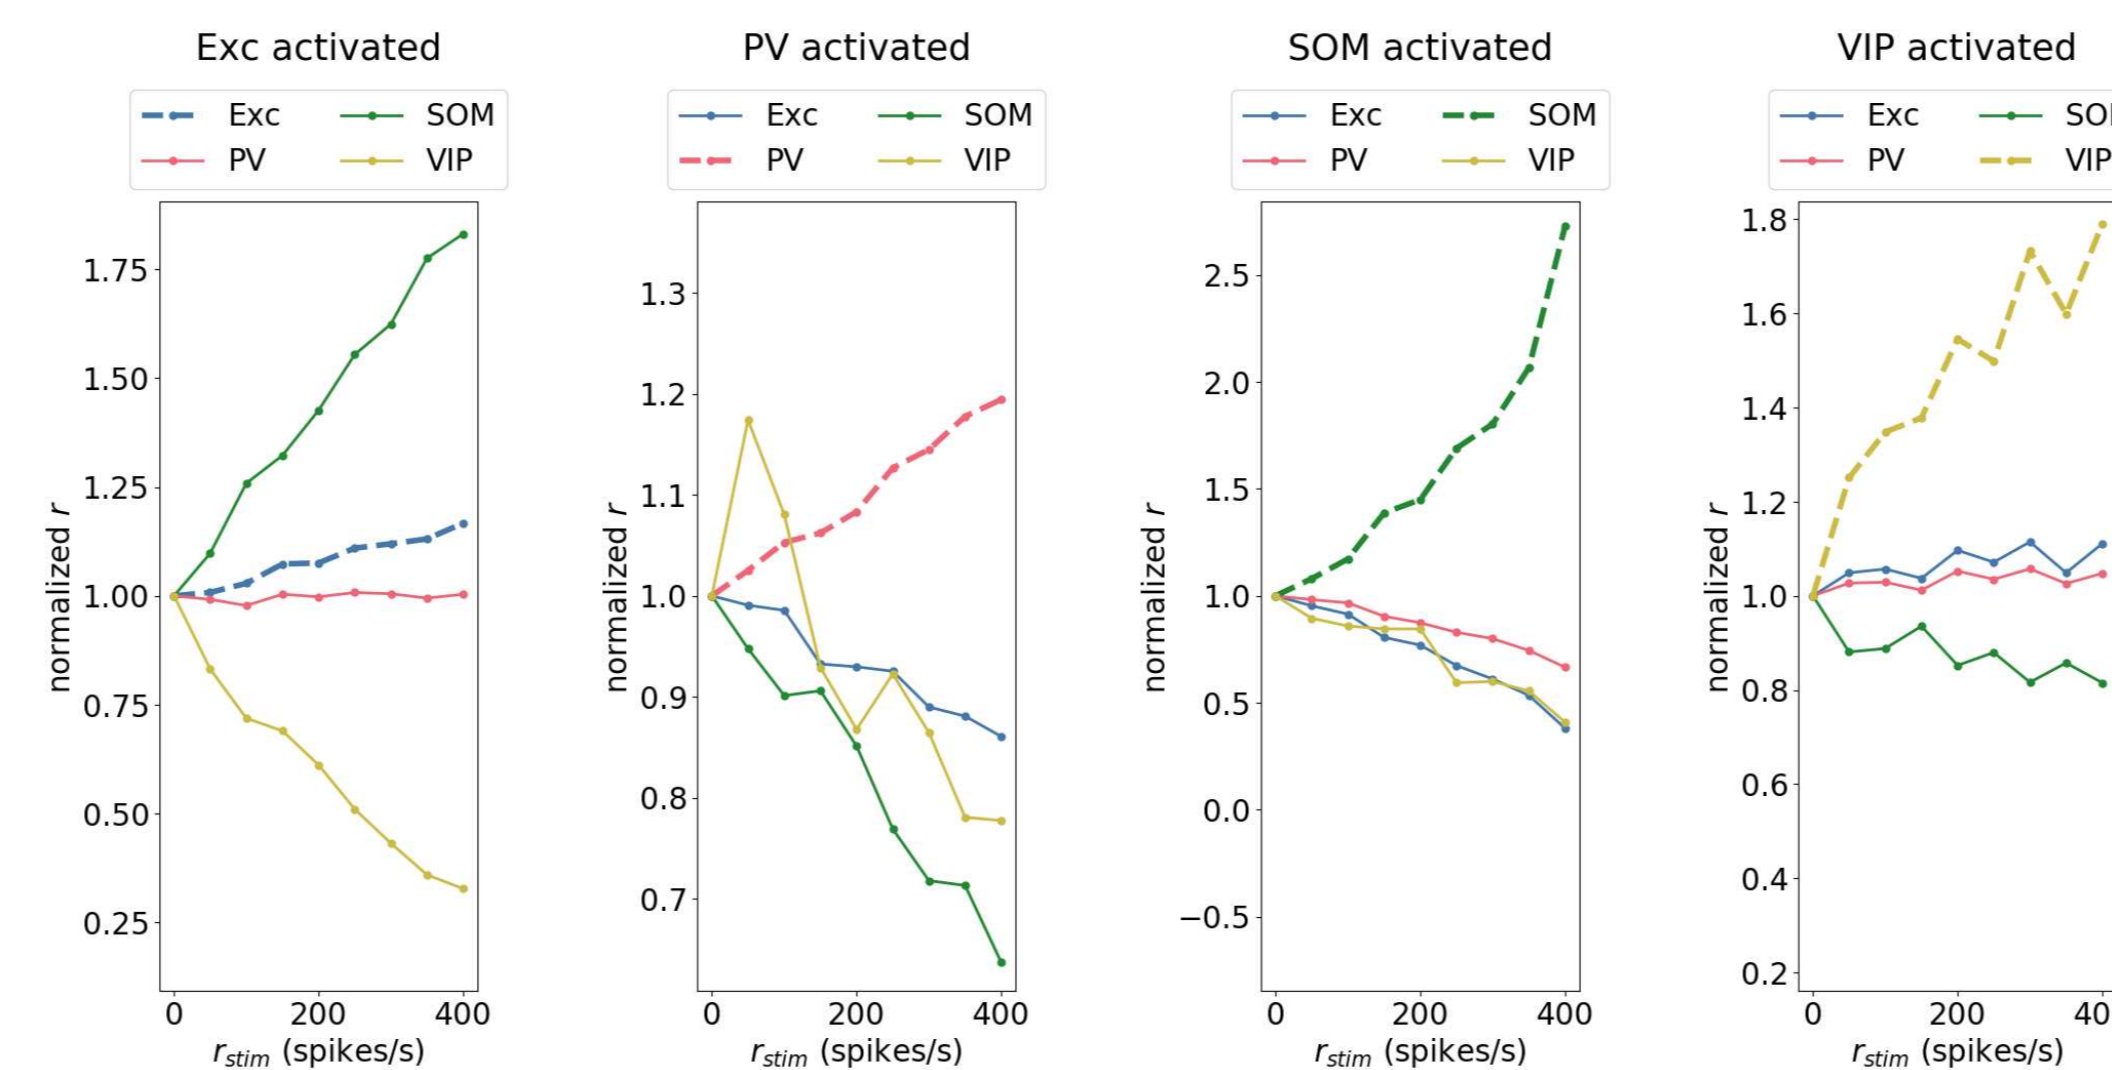 Exc activated
Exc SOM
PV VIP
1.75
1.50
1.25
1.00
0.75
0.50
0.25
normalized r
0 200 400
r_stim (spikes/s)
PV activated
Exc SOM
PV VIP
1.3
1.2
1.1
1.0
0.9
0.8
0.7
normalized r
0 200 400
r_stim (spikes/s)
SOM activated
Exc SOM
PV VIP
2.5
2.0
1.5
1.0
0.5
0.0
−0.5
normalized r
0 200 400
r_stim (spikes/s)
VIP activated
Exc
PV VIP
1.8
1.6
1.4
1.2
1.0
0.8
0.6
0.4
0.2
normalized r
0 200
r_stim (spikes/s)